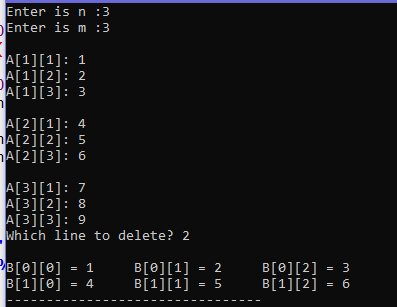 Enter is n :3
Enter is m :3
A[1][1]: 1
A[1][2]: 2
A[1][3]: 3
A[2][1]: 4
A[2][2]: 5
A[2][3]: 6
A[3][1]: 7
A[3][2]: 8
A[3][3]: 9
Which line to delete? 2
B[0][0] = 1     B[0][1] = 2     B[0][2] = 3
B[1][0] = 4     B[1][1] = 5     B[1][2] = 6
--------------------------------